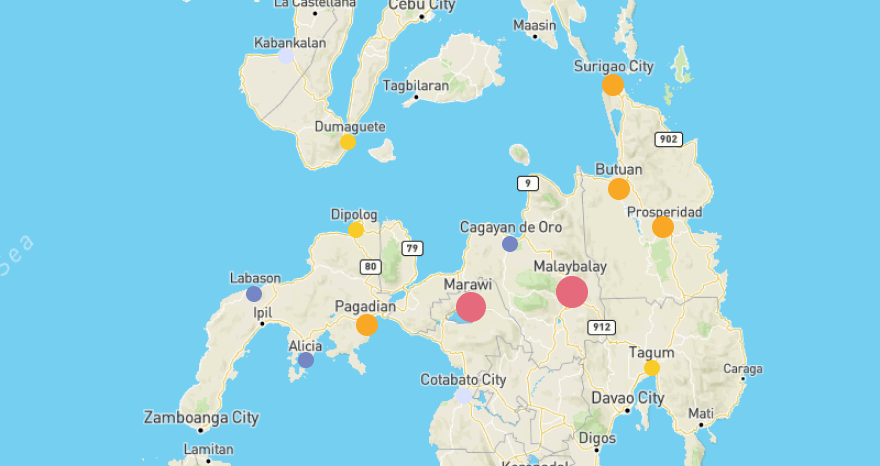 La Castellana
Cebu City
Maasin
Kabankalan
Surigao City
Tagbilaran
Dumaguete
902
Butuan
9
Dipolog
Prosperidad
Cagayan de Oro
Sea
79
80
Malaybalay
Labason
Marawi
Ipil
Pagadian
912
Alicia
Tagum
Cotabato City
Caraga
Davao City
Zamboanga City
Mati
Digos
Lamitan